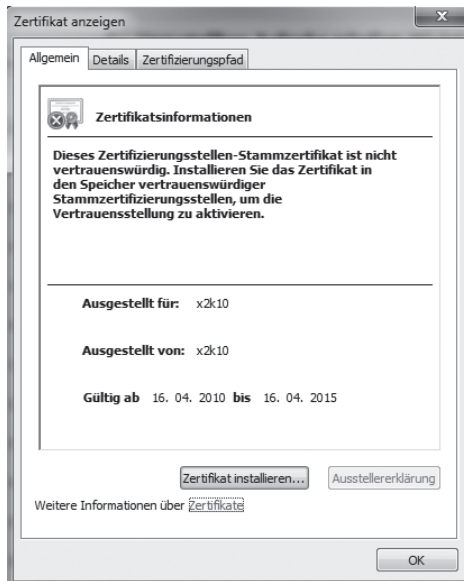 Zertifikat anzeigen
Allgemein Details Zertifizierungspfad
Zertifikatsinformationen
Dieses Zertifizierungsstellen-Stammzertifikat ist nicht
vertrauenswürdig. Installieren Sie das Zertifikat in
den Speicher vertrauenswürdiger
Stammzertifizierungsstellen, um die
Vertrauensstellung zu aktivieren.
Ausgestellt für: x2k10
Ausgestellt von: x2k10
Gültig ab 16. 04. 2010 bis 16. 04. 2015
Zertifikat installieren... Ausstellererklärung
Weitere Informationen über Zertifikate
OK